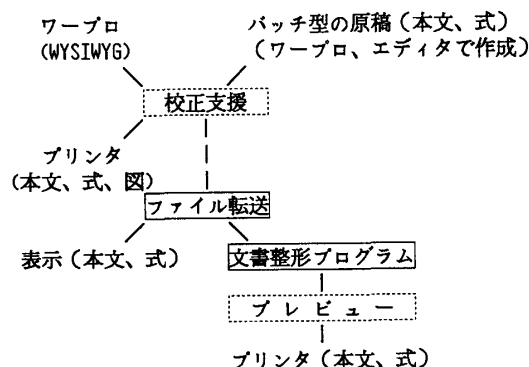 ワープロ
(WYSIWYG)
バッチ型の原稿(本文、式)
(ワープロ、エディタで作成)
校正支援
プリンタ
(本文、式、図)
ファイル転送
表示(本文、式)
文書整形プログラム
プレビュー
プリンタ(本文、式)